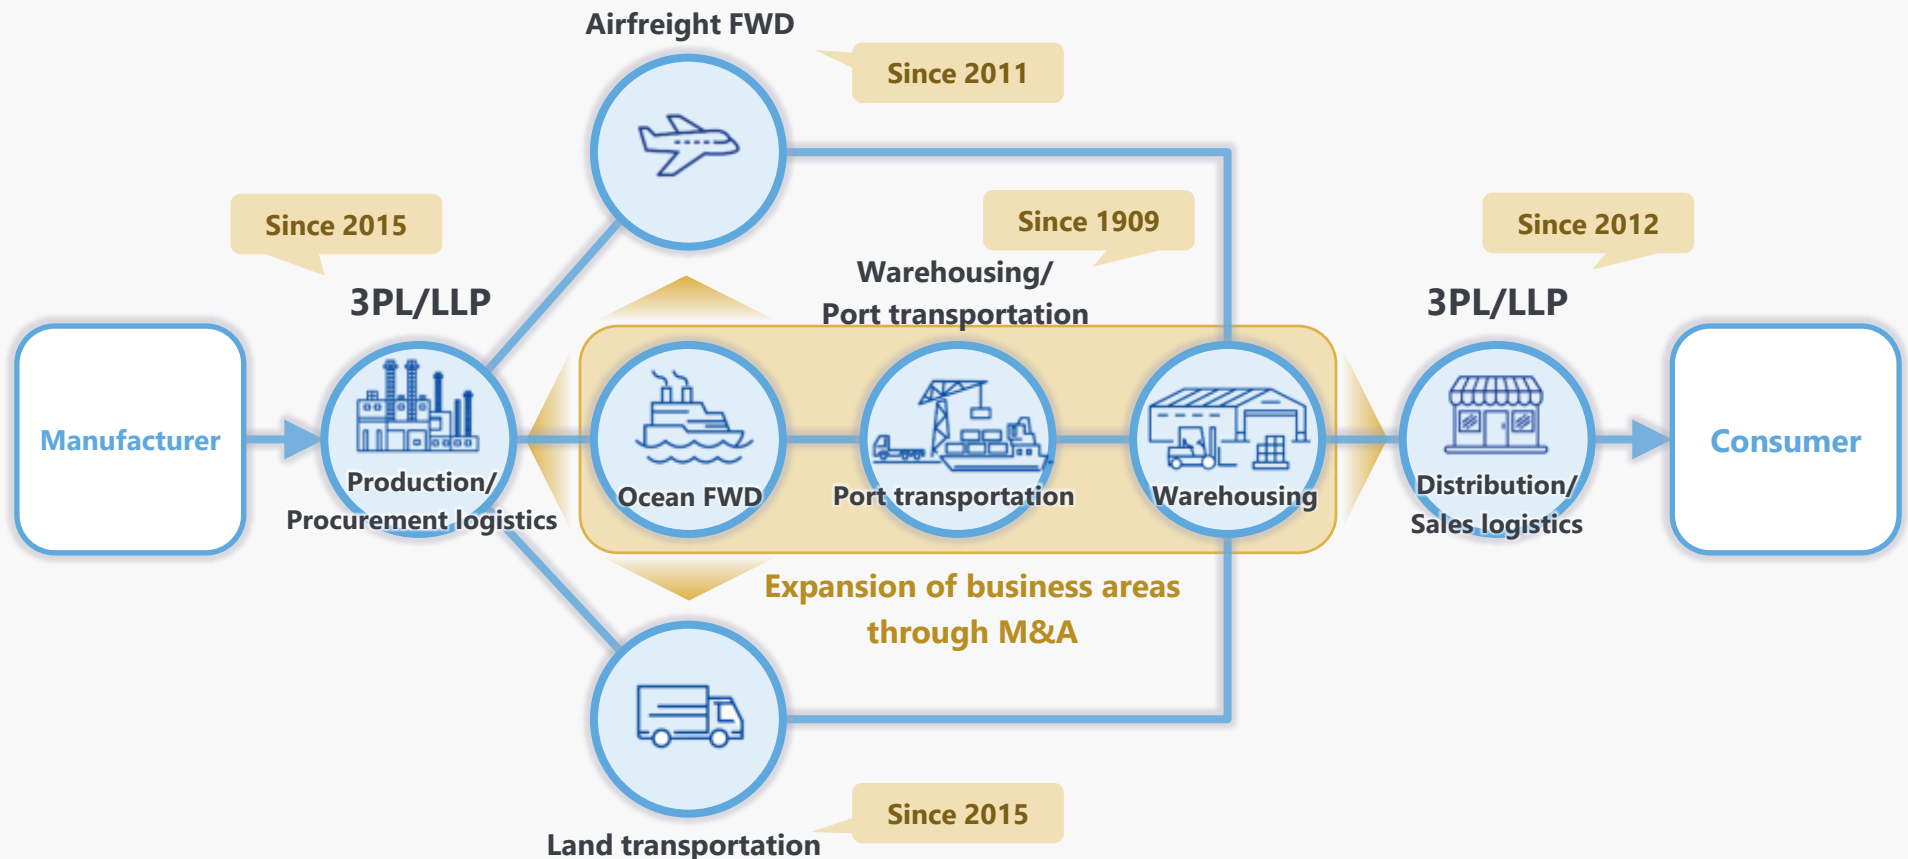 Airfreight FWD
Since 2011
Since 2015
Since 1909
Since 2012
3PL/LLP
Warehousing/
Port transportation
3PL/LLP
Manufacturer
Production/
Procurement logistics
Ocean FWD
Port transportation
Warehousing
Distribution/
Sales logistics
Consumer
Expansion of business areas
through M&A
Since 2015
Land transportation